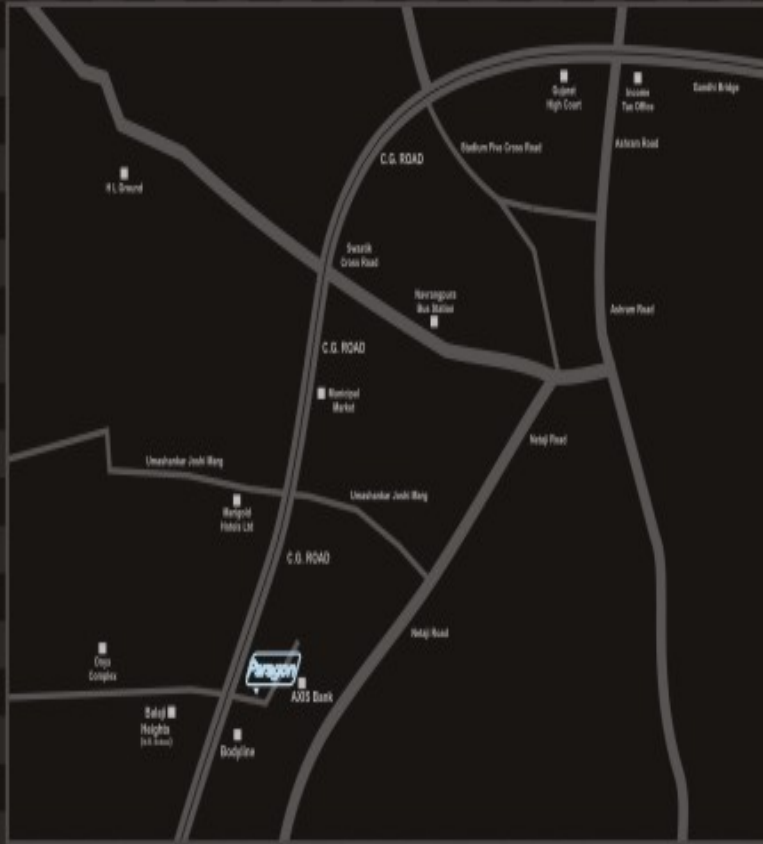 Gujarat
High Court
Income
Tax Office
Gandhi Bridge
C.G. ROAD
Stadium Five Cross Road
Ashram Road
H L Ground
Swastik
Cross Road
Navrangpura
Bus Station
Ashram Road
C.G. ROAD
Municipal
Market
Netaji Road
Umashankar Joshi Marg
Umashankar Joshi Marg
Marigold
Hotels Ltd
C.G. ROAD
Netaji Road
Onyx
Complex
Paragon
AXIS Bank
Balaji
Heights
Bodyline